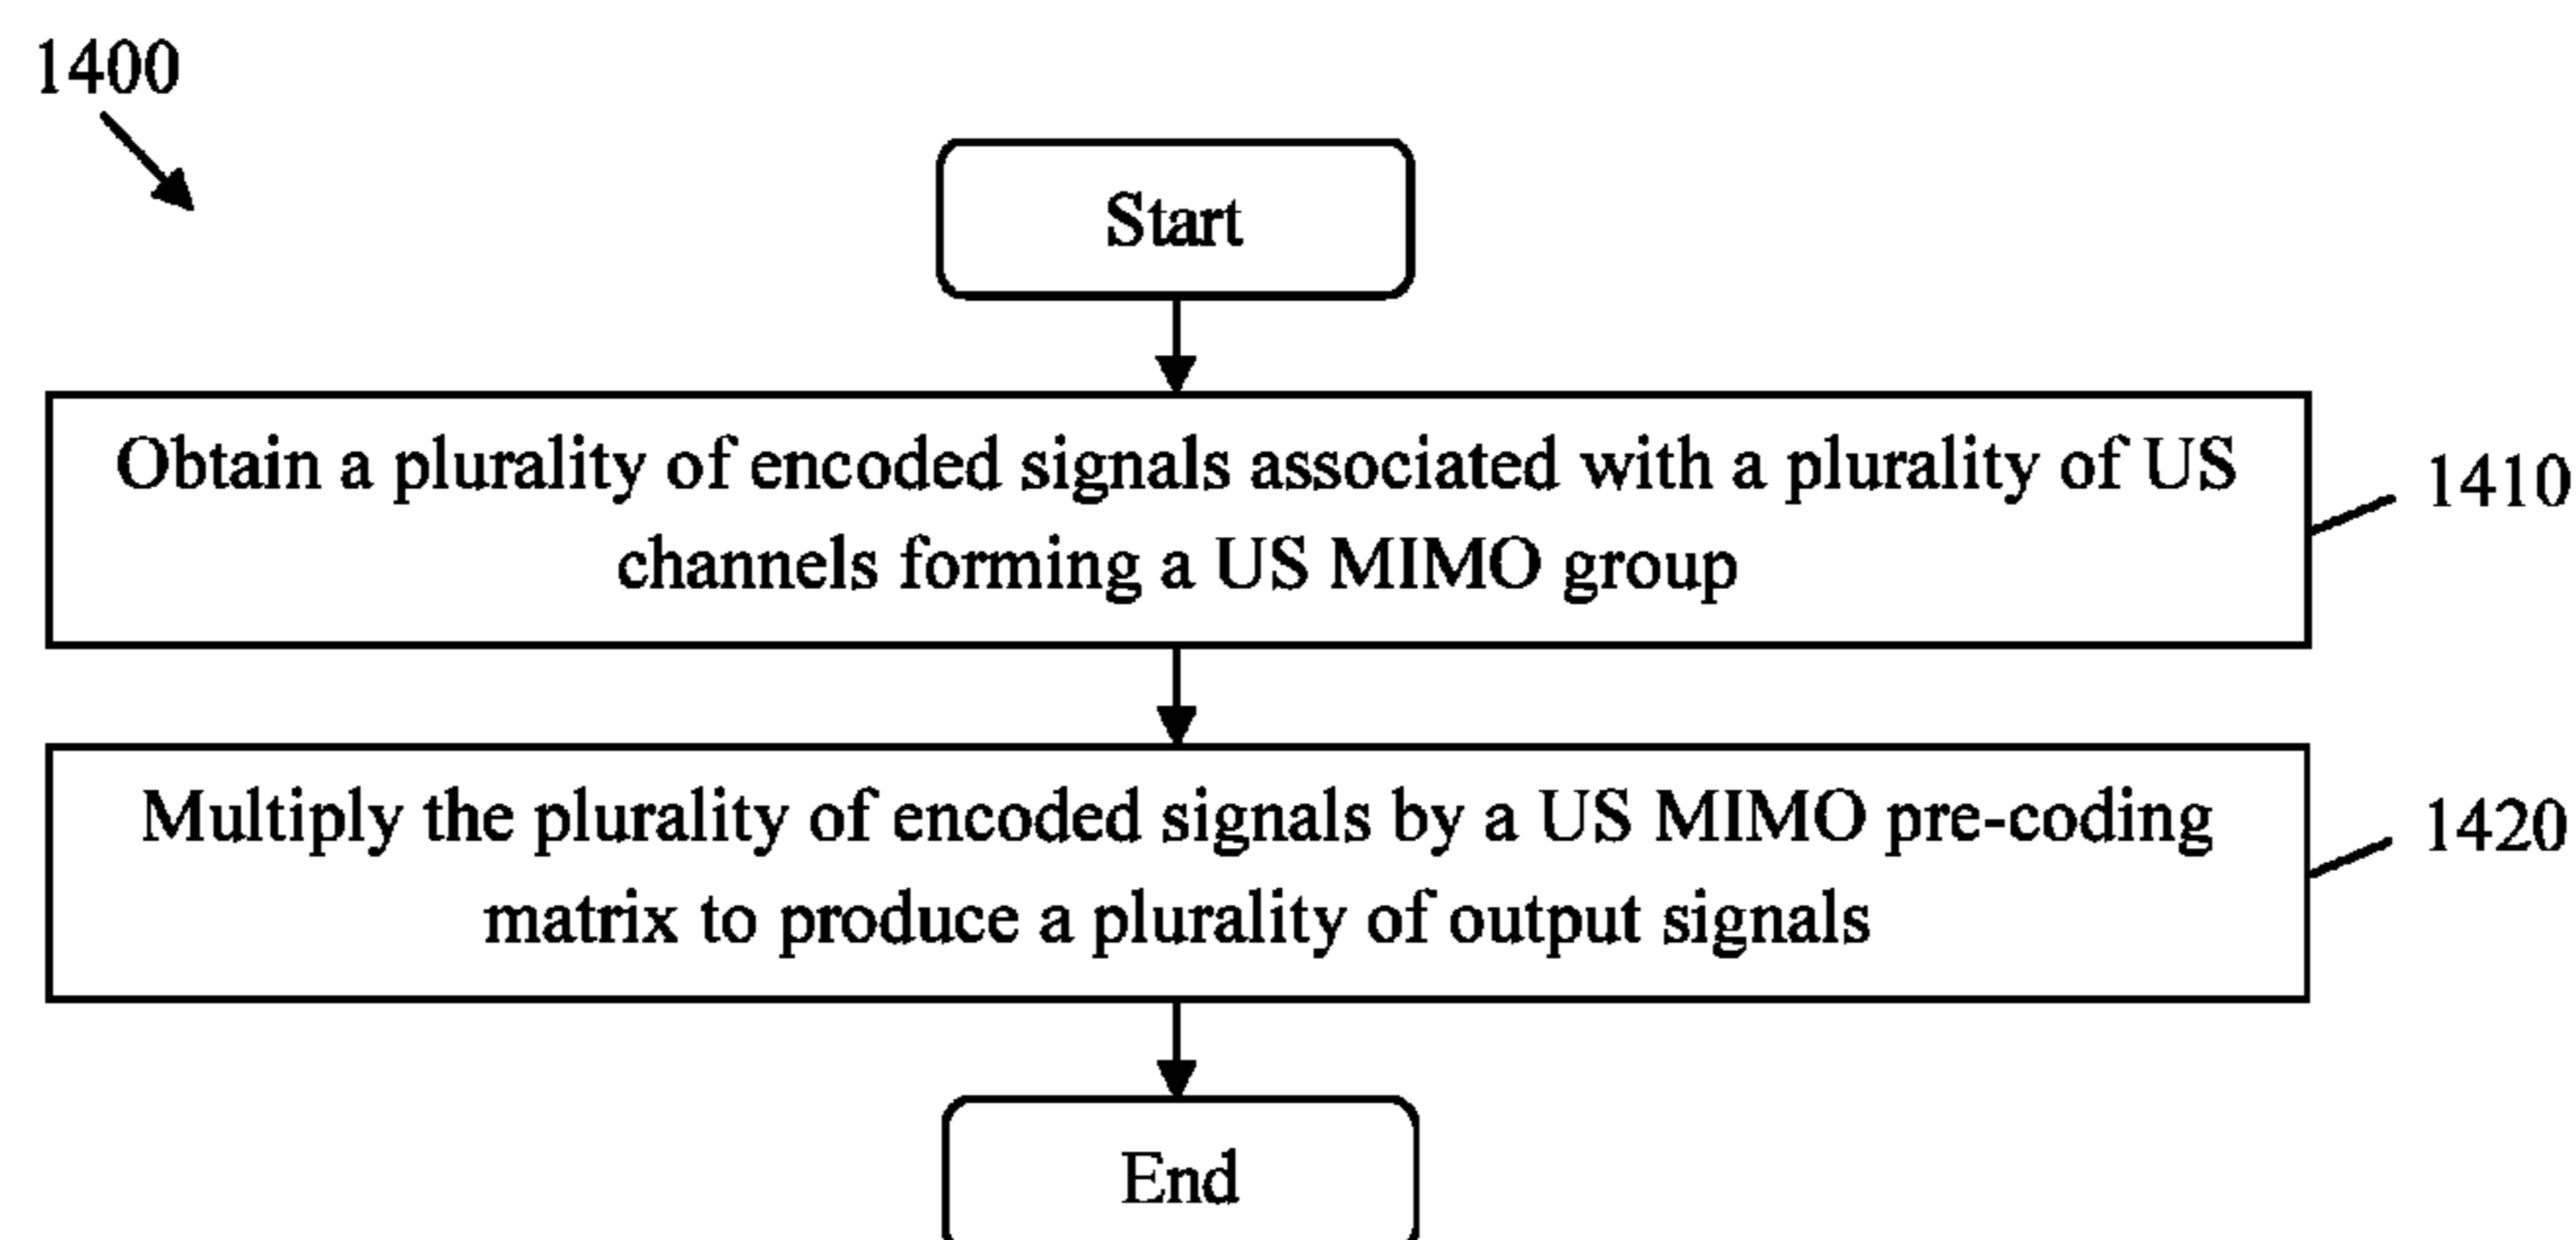 1400
Start
Obtain a plurality of encoded signals associated with a plurality of US
channels forming a US MIMO group
1410
Multiply the plurality of encoded signals by a US MIMO pre-coding
matrix to produce a plurality of output signals
1420
End